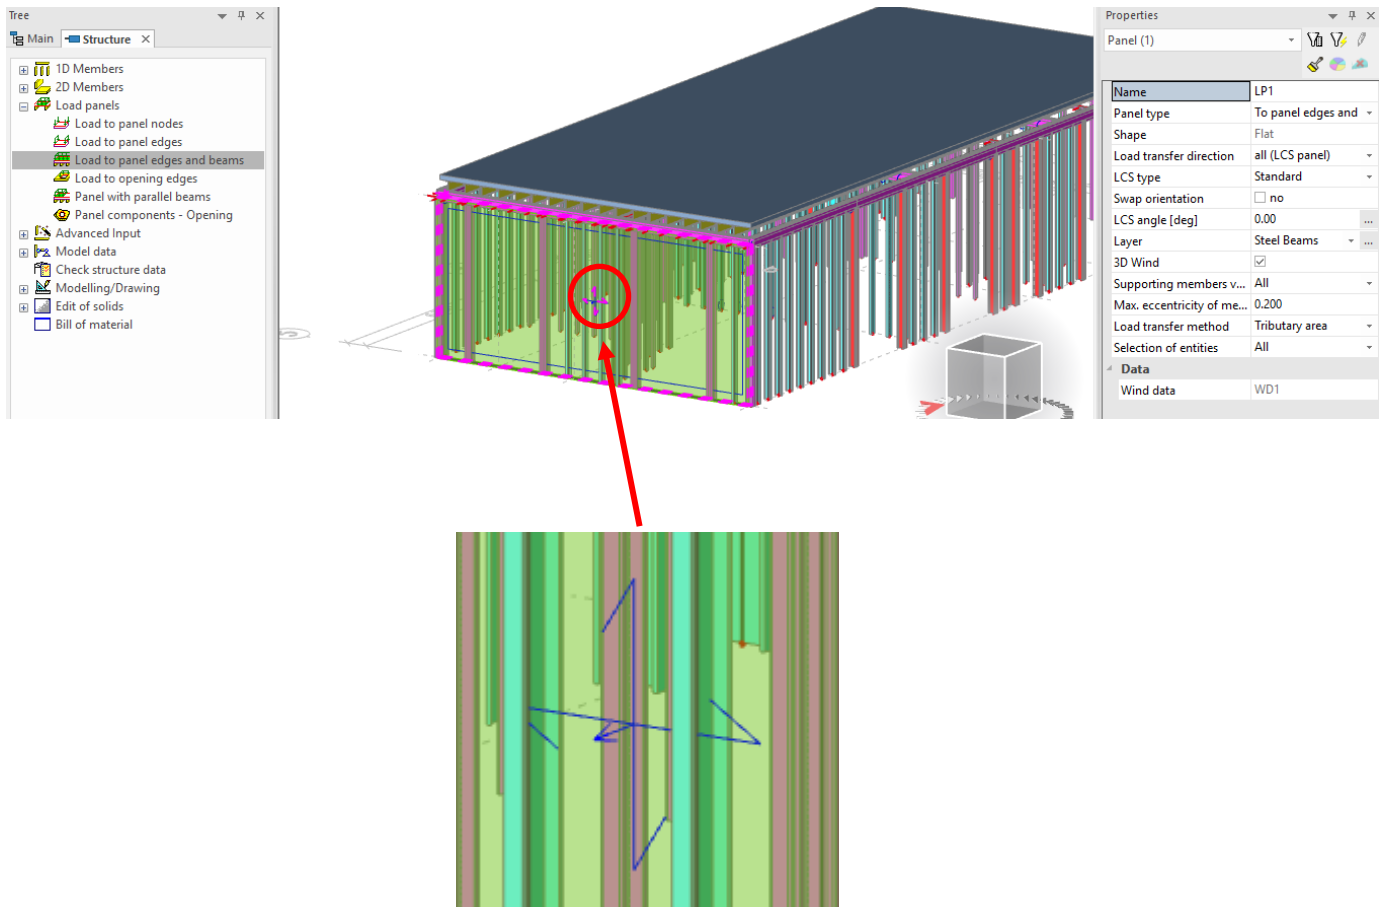 Tree
Main
Structure
1D Members
2D Members
Load panels
Load to panel nodes
Load to panel edges
Load to panel edges and beams
Load to opening edges
Panel with parallel beams
Panel components - Opening
Advanced Input
Model data
Check structure data
Modelling/Drawing
Edit of solids
Bill of material
Properties
Panel (1)
Name LP1
Panel type To panel edges and
Shape Flat
Load transfer direction all (LCS panel)
LCS type Standard
Swap orientation no
LCS angle [deg] 0.00 ...
Layer Steel Beams ...
3D Wind
Supporting members v... All
Max. eccentricity of me... 0.200
Load transfer method Tributary area
Selection of entities All
Data
Wind data WD1